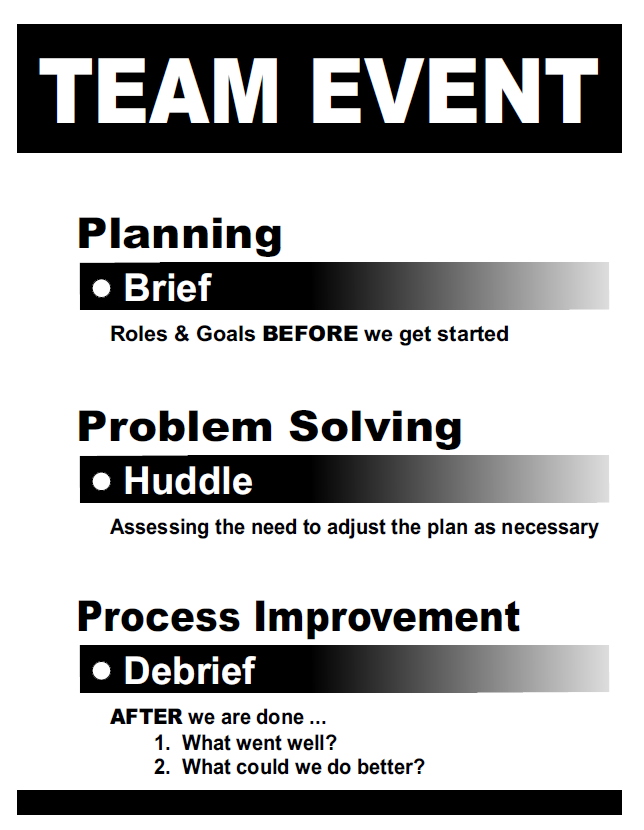 TEAM EVENT
Planning
Brief
Roles & Goals BEFORE we get started
Problem Solving
Huddle
Assessing the need to adjust the plan as necessary
Process Improvement
Debrief
AFTER we are done ...
1. What went well?
2. What could we do better?